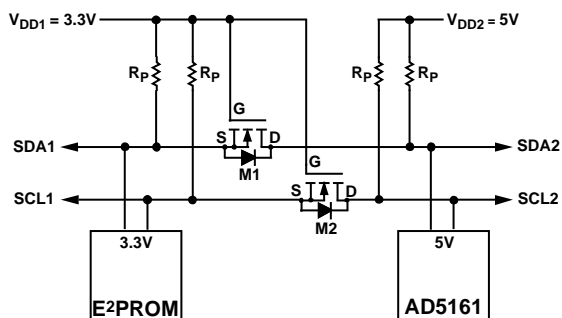 VDD1 = 3.3V
VDD2 = 5V
RP
RP
RP
RP
G
SDA1
S
D
SDA2
M1
G
SCL1
S
D
SCL2
M2
3.3V
5V
E2PROM
AD5161